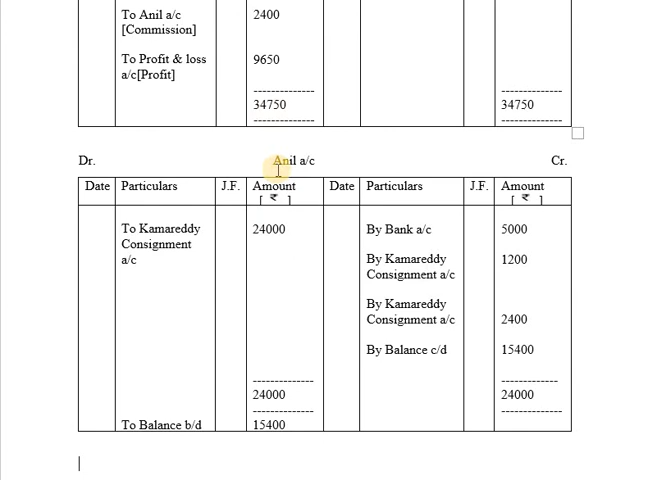 To Anil a/c 2400
[Commission]
To Profit & loss 9650
a/c[Profit]
-------------- --------------
34750 34750
-------------- --------------
Dr. Anil a/c Cr.
Date Particulars J.F. Amount Date Particulars J.F. Amount
[ ₹ ] [ ₹ ]
To Kamareddy 24000 By Bank a/c 5000
Consignment
a/c By Kamareddy 1200
Consignment a/c
By Kamareddy
Consignment a/c 2400
By Balance c/d 15400
-------------- -------------
24000 24000
-------------- --------------
To Balance b/d 15400